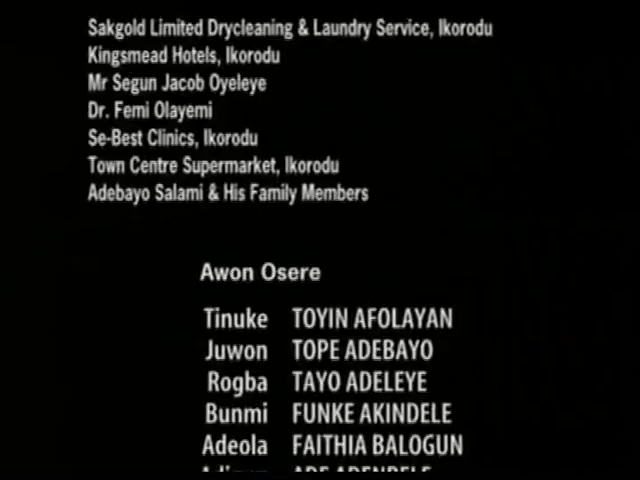 Sakgold Limited Drycleaning & Laundry Service, Ikorodu
Kingsmead Hotels, Ikorodu
Mr Segun Jacob Oyeleye
Dr. Femi Olayemi
Se-Best Clinics, Ikorodu
Town Centre Supermarket, Ikorodu
Adebayo Salami & His Family Members
Awon Osere
Tinuke TOYIN AFOLAYAN
Juwon TOPE ADEBAYO
Rogba TAYO ADELEYE
Bunmi FUNKE AKINDELE
Adeola FAITHIA BALOGUN